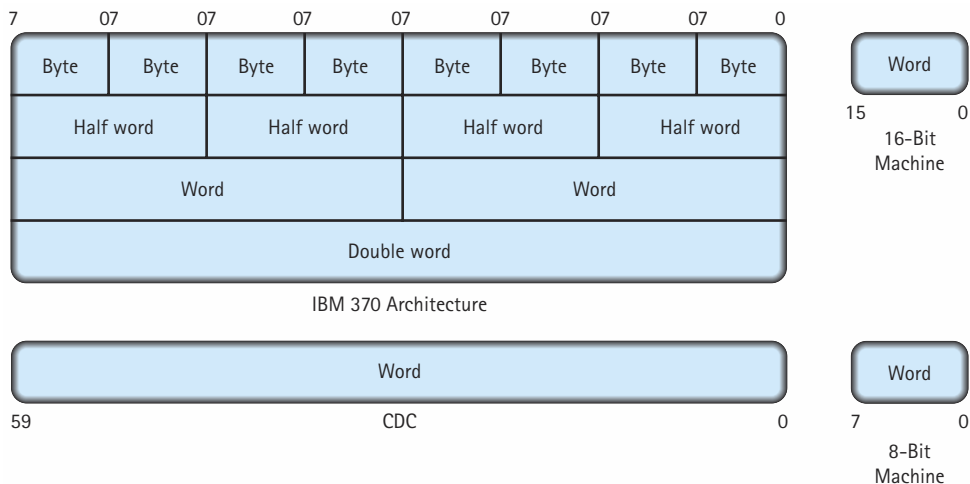 7 07 07 07 07 07 07 07 0
Byte Byte Byte Byte Byte Byte Byte Byte
Half word Half word Half word Half word
Word Word
Double word
IBM 370 Architecture
Word
15 0
16-Bit
Machine
Word
59 CDC 0
Word
7 0
8-Bit
Machine